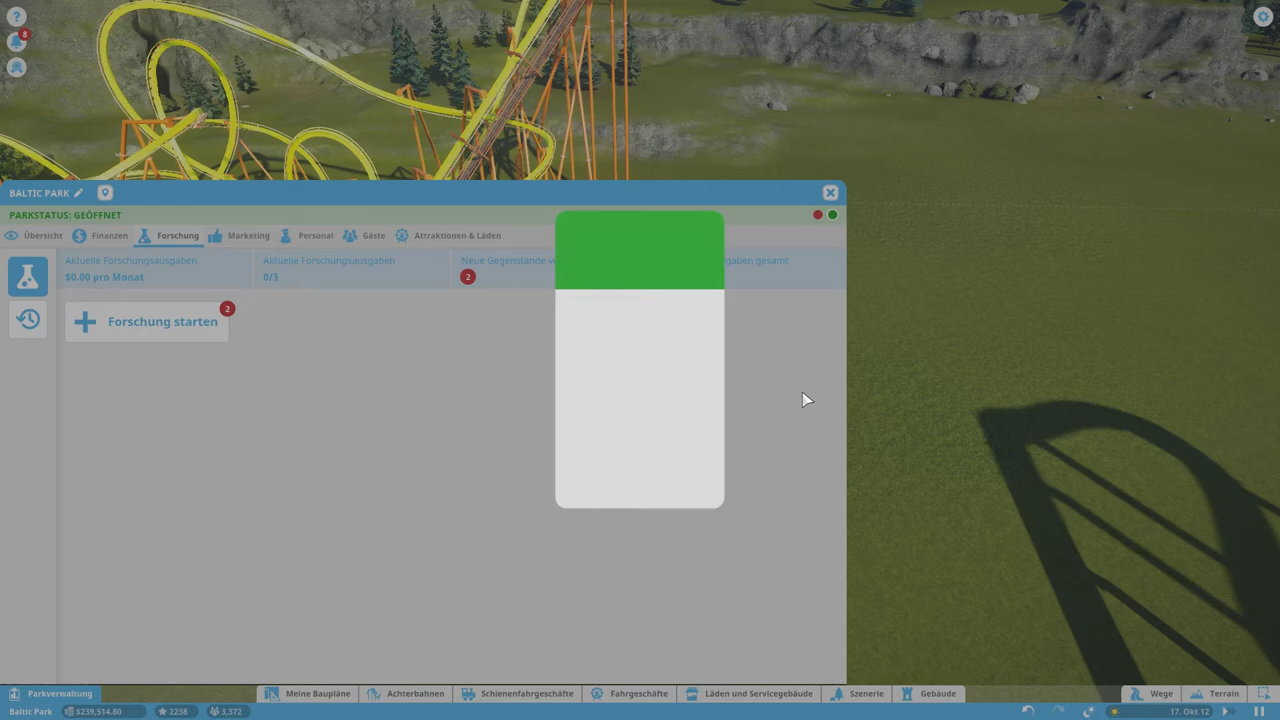 8
BALTIC PARK
PARKSTATUS: GEÖFFNET
Übersicht Finanzen Forschung Marketing Personal Gäste Attraktionen & Läden
Aktuelle Forschungsausgaben Aktuelle Forschungsausgaben Neue Gegenstände gesamt
$0.00 pro Monat 0/3 2
Forschung starten 2
Parkverwaltung Meine Baupläne Achterbahnen Schienenfahrgeschäfte Fahrgeschäfte Läden und Servicegebäude Szenerie Gebäude Wege Terrain
Baltic Park $239,514.80 2238 3,372 17. Okt 12